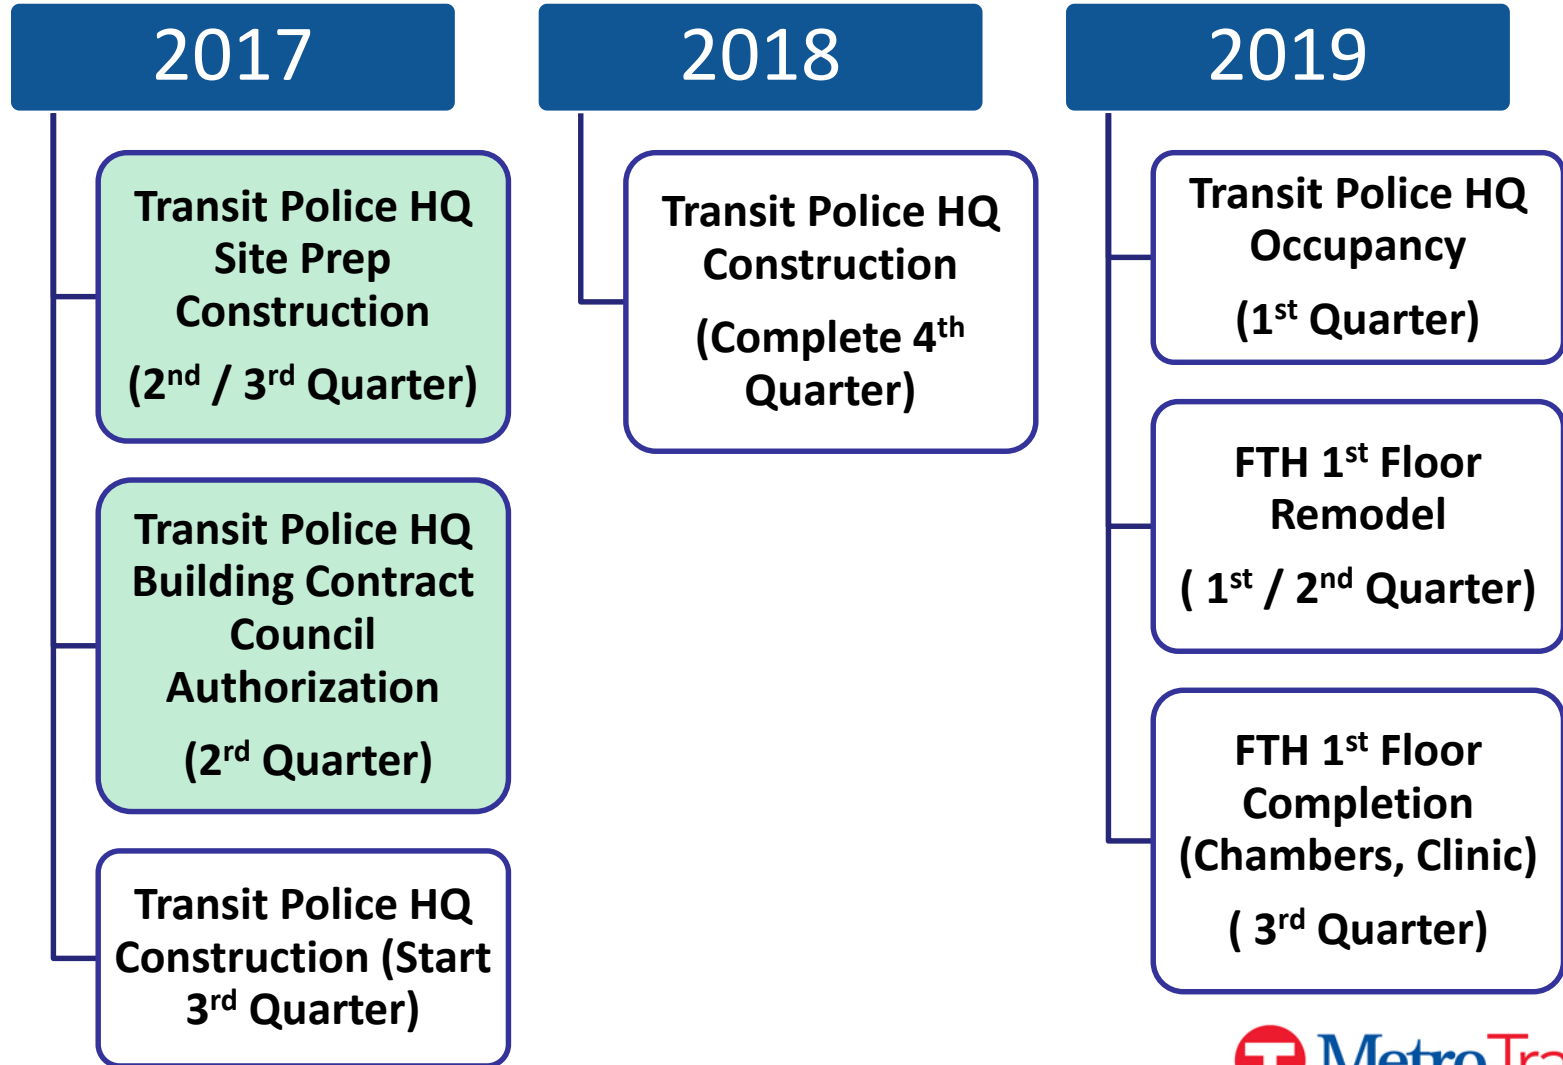 2017
Transit Police HQ
Site Prep
Construction
(2nd / 3rd Quarter)
Transit Police HQ
Building Contract
Council
Authorization
(2rd Quarter)
Transit Police HQ
Construction (Start
3rd Quarter)
2018
Transit Police HQ
Construction
(Complete 4th
Quarter)
2019
Transit Police HQ
Occupancy
(1st Quarter)
FTH 1st Floor
Remodel
( 1st / 2nd Quarter)
FTH 1st Floor
Completion
(Chambers, Clinic)
( 3rd Quarter)
T MetroTra